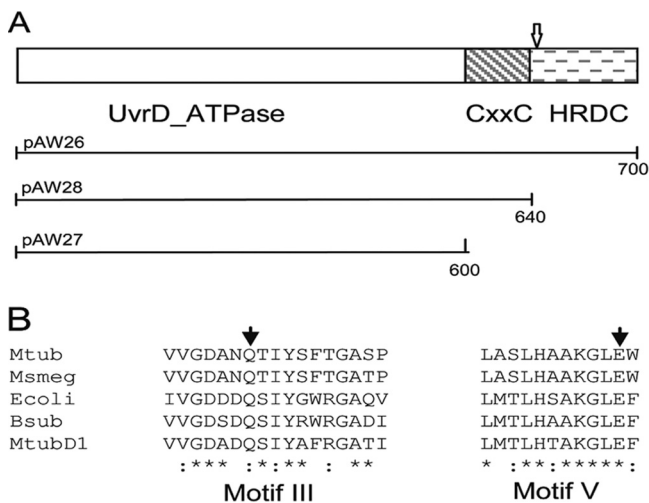 A
UvrD_ATPase CxxC HRDC
pAW26
700
pAW28
640
pAW27
600
B
Mtub VVGDANQTIYSFTGASP LASLHAAKGLEW
Msmeg VVGDANQTIYSFTGATP LASLHAAKGLEW
Ecoli IVGDDDQSIYGWRGAQV LMTLHSAKGLEF
Bsub VVGDSDQSIYRWRGADI LMTLHAAKGLEF
MtubD1 VVGDADQSIYAFRGATI LMTLHTAKGLEF
:*** :*:** : ** * :**:*****:
Motif III Motif V